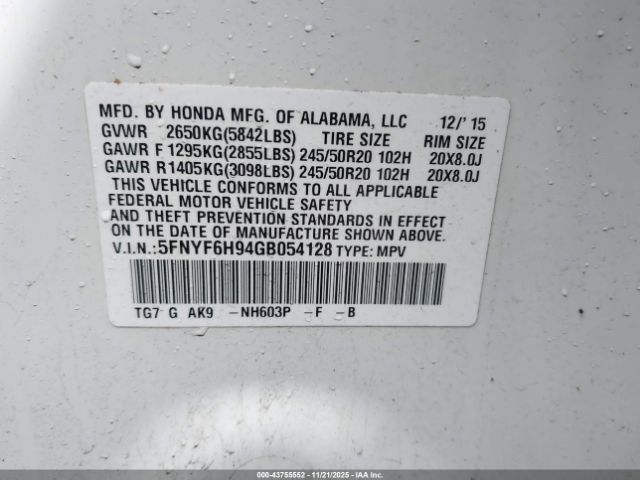 MFD. BY HONDA MFG. OF ALABAMA, LLC 12/' 15
GVWR 2650KG(5842LBS) TIRE SIZE RIM SIZE
GAWR F1295KG(2855LBS) 245/50R20 102H 20X8.0J
GAWR R1405KG(3098LBS) 245/50R20 102H 20X8.0J
THIS VEHICLE CONFORMS TO ALL APPLICABLE
FEDERAL MOTOR VEHICLE SAFETY
AND THEFT PREVENTION STANDARDS IN EFFECT
ON THE DATE OF MANUFACTURE SHOWN ABOVE.
V.I.N.:5FNYF6H94GB054128 TYPE: MPV
TG7 G AK9 -NH603P -F -B
000-43755552 - 11/21/2025 - IAA Inc.